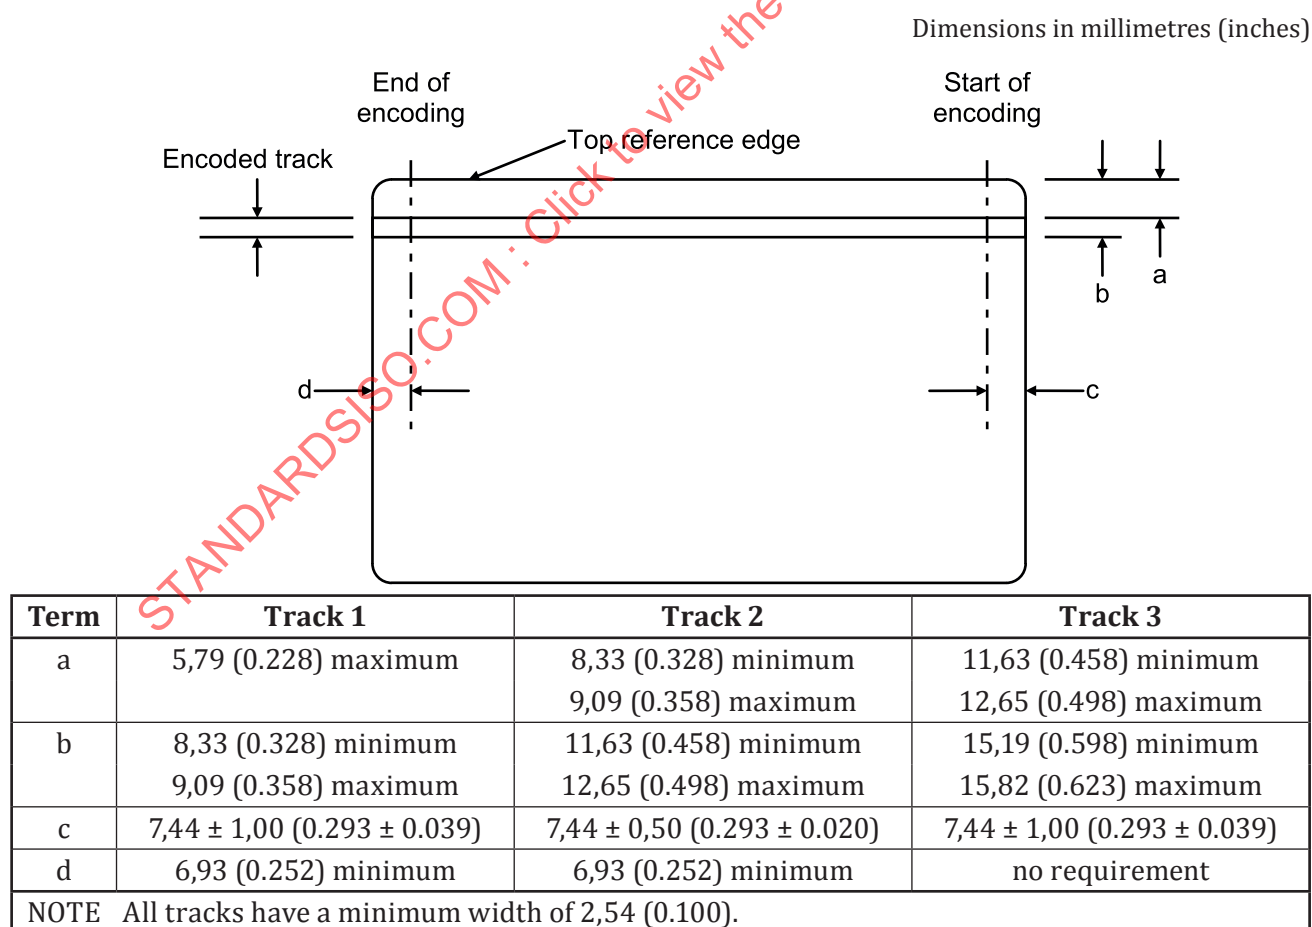 Dimensions in millimetres (inches)
End of
encoding
Start of
encoding
Top reference edge
Encoded track
a
b
d
c
STANDARDSISO.COM : Click to view the
Term Track 1 Track 2 Track 3
a 5,79 (0.228) maximum 8,33 (0.328) minimum 11,63 (0.458) minimum
9,09 (0.358) maximum 12,65 (0.498) maximum
b 8,33 (0.328) minimum 11,63 (0.458) minimum 15,19 (0.598) minimum
9,09 (0.358) maximum 12,65 (0.498) maximum 15,82 (0.623) maximum
c 7,44 ± 1,00 (0.293 ± 0.039) 7,44 ± 0,50 (0.293 ± 0.020) 7,44 ± 1,00 (0.293 ± 0.039)
d 6,93 (0.252) minimum 6,93 (0.252) minimum no requirement
NOTE All tracks have a minimum width of 2,54 (0.100).